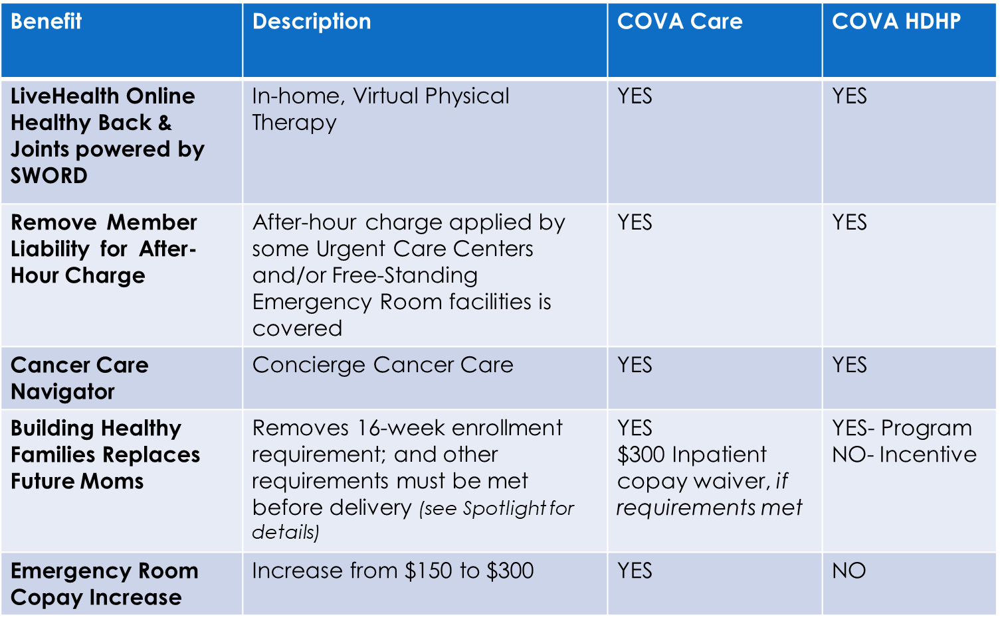 Benefit
Description
COVA Care
COVA HDHP
LiveHealth Online
Healthy Back &
Joints powered by
SWORD
In-home, Virtual Physical
Therapy
YES
YES
Remove Member
Liability for After-
Hour Charge
After-hour charge applied by
some Urgent Care Centers
and/or Free-Standing
Emergency Room facilities is
covered
YES
YES
Cancer Care
Navigator
Concierge Cancer Care
YES
YES
Building Healthy
Families Replaces
Future Moms
Removes 16-week enrollment
requirement; and other
requirements must be met
before delivery (see Spotlight for
details)
YES
$300 Inpatient
copay waiver, if
requirements met
YES- Program
NO- Incentive
Emergency Room
Copay Increase
Increase from $150 to $300
YES
NO